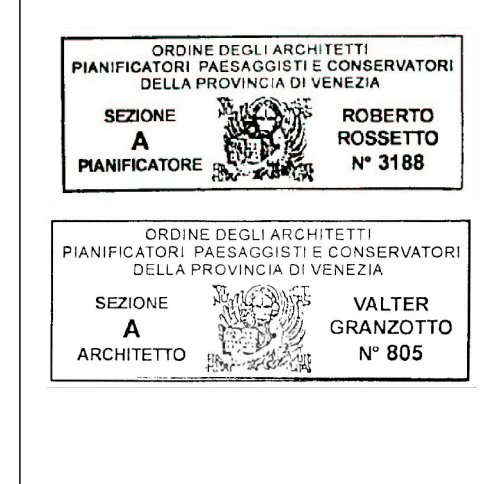 ORDINE DEGLI ARCHITETTI
PIANIFICATORI PAESAGGISTI E CONSERVATORI
DELLA PROVINCIA DI VENEZIA
SEZIONE
A
PIANIFICATORE
ROBERTO
ROSSETTO
N° 3188
ORDINE DEGLI ARCHITETTI
PIANIFICATORI PAESAGGISTI E CONSERVATORI
DELLA PROVINCIA DI VENEZIA
SEZIONE
A
ARCHITETTO
VALTER
GRANZOTTO
N° 805